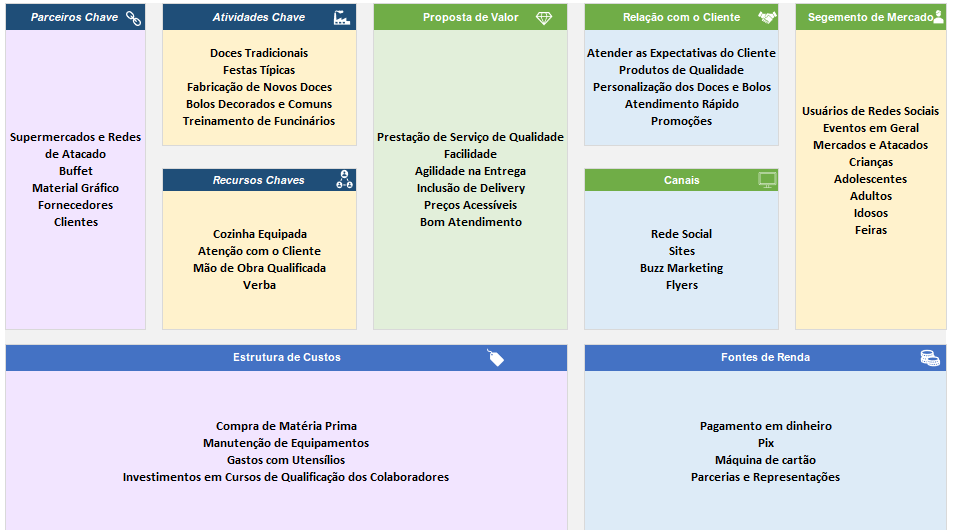 Parceiros Chave
Supermercados e Redes
de Atacado
Buffet
Material Gráfico
Fornecedores
Clientes
Atividades Chave
Doces Tradicionais
Festas Típicas
Fabricação de Novos Doces
Bolos Decorados e Comuns
Treinamento de Funcinários
Recursos Chaves
Cozinha Equipada
Atenção com o Cliente
Mão de Obra Qualificada
Verba
Proposta de Valor
Prestação de Serviço de Qualidade
Facilidade
Agilidade na Entrega
Inclusão de Delivery
Preços Acessíveis
Bom Atendimento
Relação com o Cliente
Atender as Expectativas do Cliente
Produtos de Qualidade
Personalização dos Doces e Bolos
Atendimento Rápido
Promoções
Canais
Rede Social
Sites
Buzz Marketing
Flyers
Segemento de Mercado
Usuários de Redes Sociais
Eventos em Geral
Mercados e Atacados
Crianças
Adolescentes
Adultos
Idosos
Feiras
Estrutura de Custos
Compra de Matéria Prima
Manutenção de Equipamentos
Gastos com Utensílios
Investimentos em Cursos de Qualificação dos Colaboradores
Fontes de Renda
Pagamento em dinheiro
Pix
Máquina de cartão
Parcerias e Representações